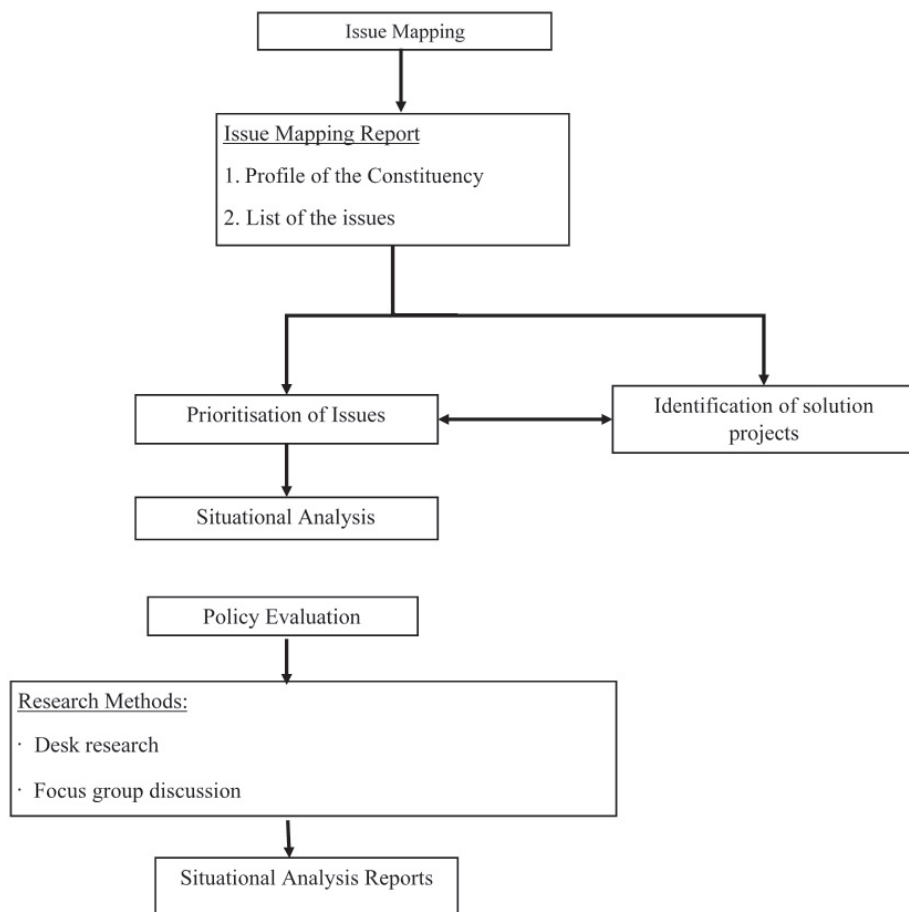 Issue Mapping
Issue Mapping Report
1. Profile of the Constituency
2. List of the issues
Prioritisation of Issues
Identification of solution
projects
Situational Analysis
Policy Evaluation
Research Methods:
· Desk research
· Focus group discussion
Situational Analysis Reports